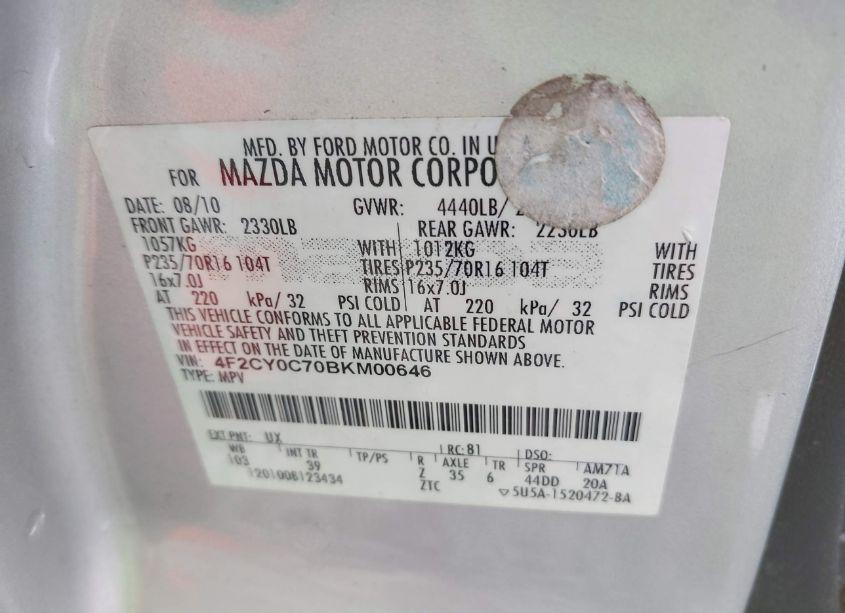 MFD. BY FORD MOTOR CO. IN U
FOR MAZDA MOTOR CORPO
DATE: 08/10 GVWR: 4440LB/
FRONT GAWR: 2330LB REAR GAWR: 2230LB
1057KG WITH 1012KG WITH
P235/70R16 104T TIRES P235/70R16 104T TIRES
16x7.0J RIMS 16x7.0J RIMS
AT 220 kPa/ 32 PSI COLD AT 220 kPa/ 32 PSI COLD
THIS VEHICLE CONFORMS TO ALL APPLICABLE FEDERAL MOTOR
VEHICLE SAFETY AND THEFT PREVENTION STANDARDS
IN EFFECT ON THE DATE OF MANUFACTURE SHOWN ABOVE.
VIN: 4F2CY0C70BKM00646
TYPE: MPV
EXT PNT: UX RC: 81 DSO:
WB INT TR TP/PS R AXLE TR SPR AM71A
103 39 Z 35 6 44DD 20A
1201008123434 ZTC ▽5U5A-1520472-BA